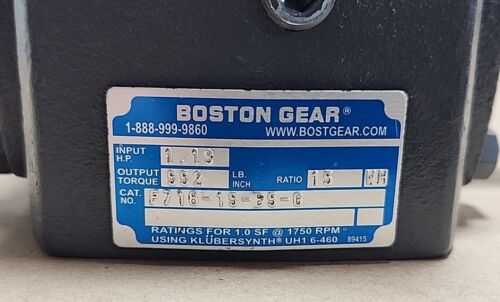 BOSTON GEAR®
1-888-999-9860 WWW.BOSTGEAR.COM
INPUT H.P. 1.13
OUTPUT TORQUE 552 LB. INCH RATIO 15 HH
CAT. NO. F718-15-B5-G
RATINGS FOR 1.0 SF @ 1750 RPM
USING KLÜBERSYNTH® UH1 6-460 89415